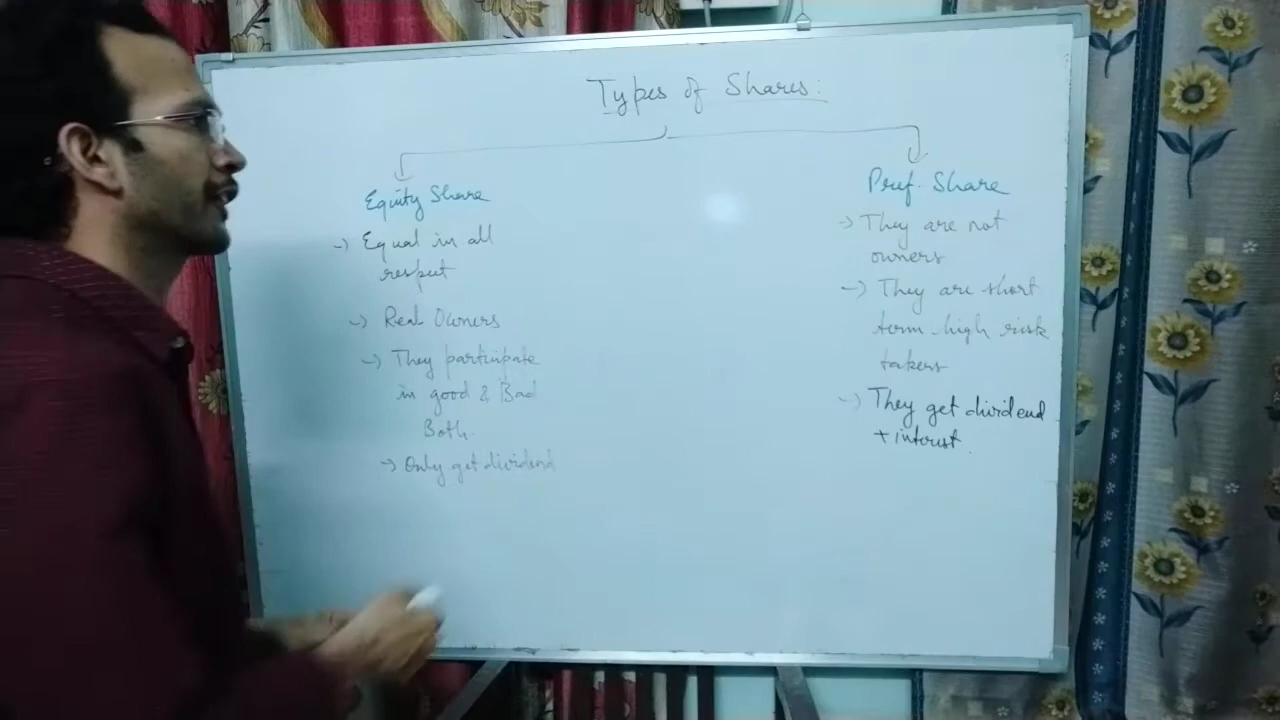 Types of Shares:
Equity Share
-> Equal in all
respect
-> Real Owners
-> They participate
in good & Bad
Both.
-> Only get dividend
Pref. Share
-> They are not
owners
-> They are short
term-high risk
takers
-> They get dividend
+ interest.